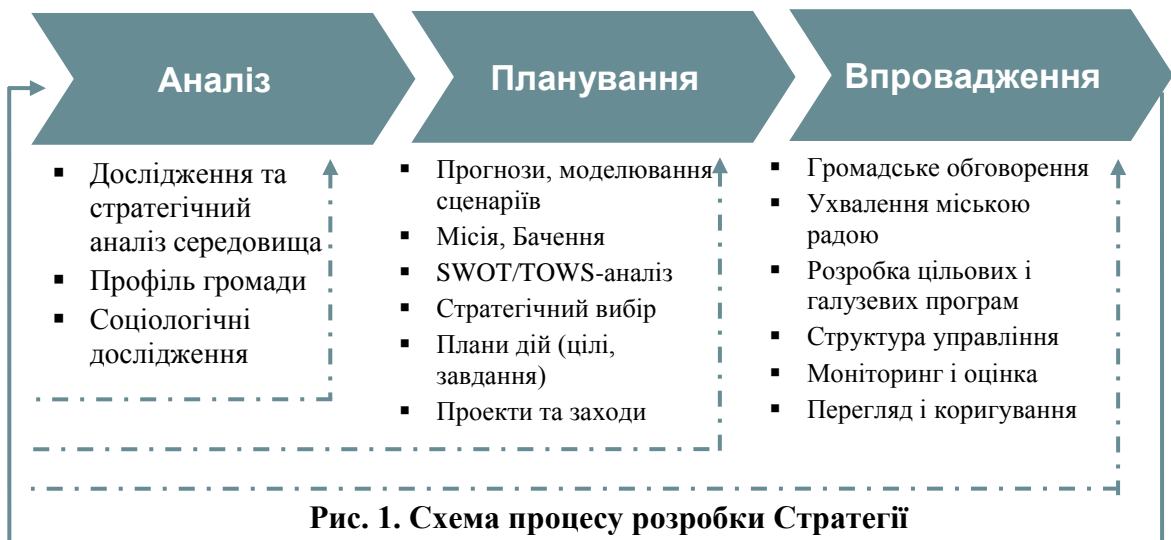 Аналіз
Планування
Впровадження
▪ Дослідження та
стратегічний
аналіз середовища
▪ Профіль громади
▪ Соціологічні
дослідження
▪ Прогнози, моделювання
сценаріїв
▪ Місія, Бачення
▪ SWOT/TOWS-аналіз
▪ Стратегічний вибір
▪ Плани дій (цілі,
завдання)
▪ Проекти та заходи
▪ Громадське обговорення
▪ Ухвалення міською
радою
▪ Розробка цільових і
галузевих програм
▪ Структура управління
▪ Моніторинг і оцінка
▪ Перегляд і коригування
Рис. 1. Схема процесу розробки Стратегії